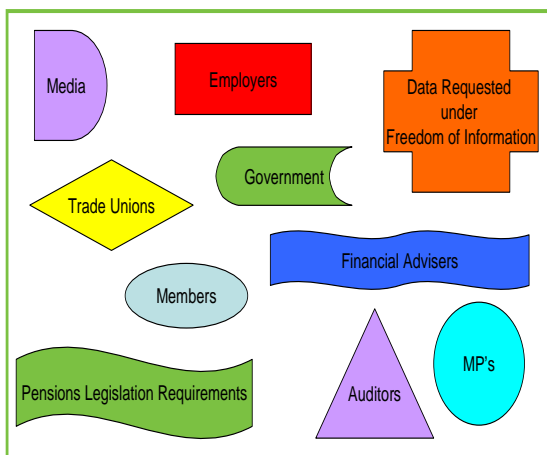 Media
Employers
Data Requested
under
Freedom of Information
Government
Trade Unions
Financial Advisers
Members
MP's
Pensions Legislation Requirements
Auditors